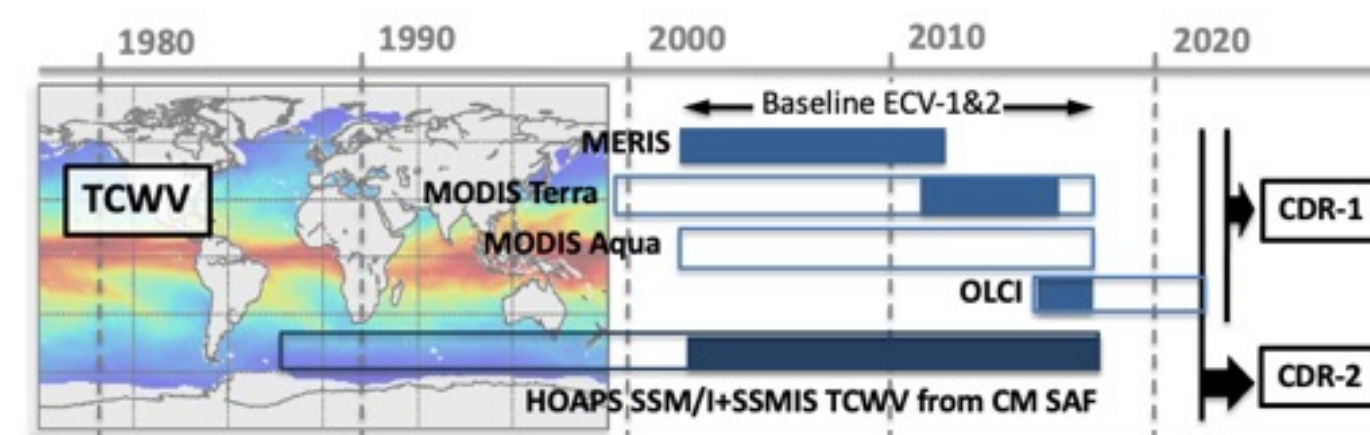 1980 1990 2000 2010 2020
Baseline ECV-1&2
MERIS
TCWV
MODIS Terra
CDR-1
MODIS Aqua
OLCI
CDR-2
HOAPS SSM/I+SSMIS TCWV from CM SAF